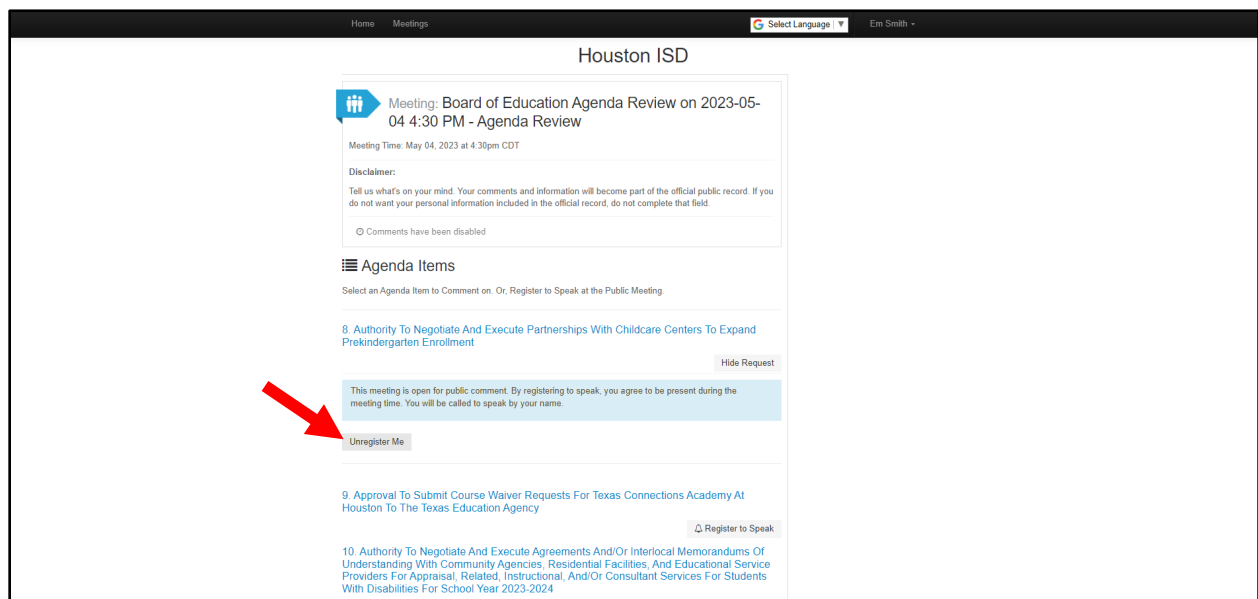 Home Meetings Select Language ▼ Em Smith
Houston ISD
Meeting: Board of Education Agenda Review on 2023-05-
04 4:30 PM - Agenda Review
Meeting Time: May 04, 2023 at 4:30pm CDT
Disclaimer:
Tell us what's on your mind. Your comments and information will become part of the official public record. If you
do not want your personal information included in the official record, do not complete that field.
Comments have been disabled
Agenda Items
Select an Agenda Item to Comment on. Or, Register to Speak at the Public Meeting.
8. Authority To Negotiate And Execute Partnerships With Childcare Centers To Expand
Prekindergarten Enrollment
Hide Request
This meeting is open for public comment. By registering to speak, you agree to be present during the
meeting time. You will be called to speak by your name.
Unregister Me
9. Approval To Submit Course Waiver Requests For Texas Connections Academy At
Houston To The Texas Education Agency
Register to Speak
10. Authority To Negotiate And Execute Agreements And/Or Interlocal Memorandums Of
Understanding With Community Agencies, Residential Facilities, And Educational Service
Providers For Appraisal, Related, Instructional, And/Or Consultant Services For Students
With Disabilities For School Year 2023-2024